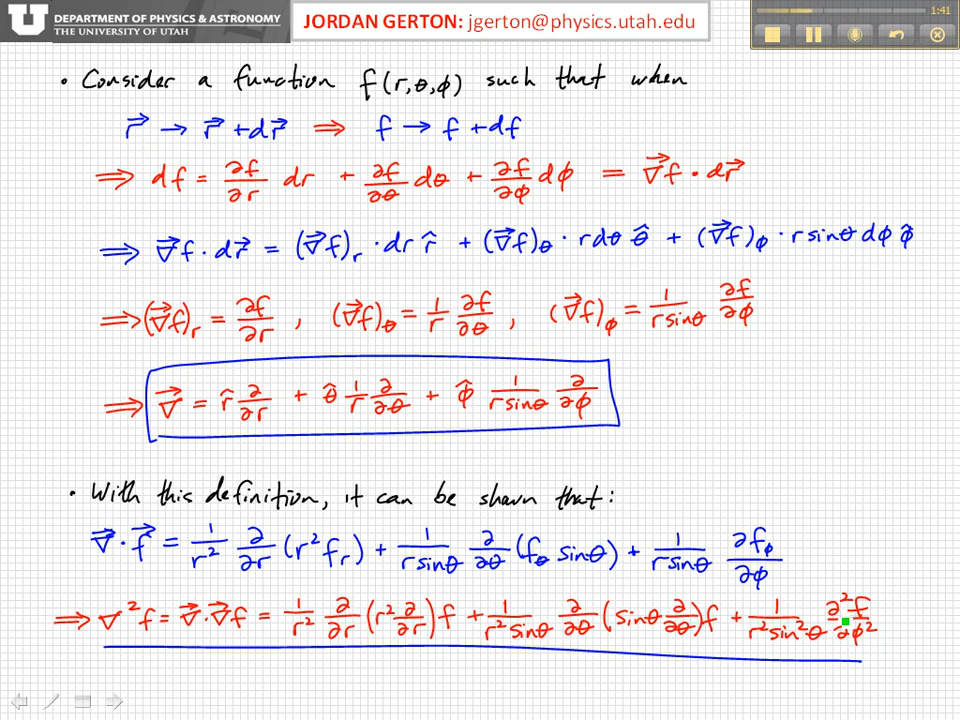 U DEPARTMENT OF PHYSICS & ASTRONOMY
THE UNIVERSITY OF UTAH
JORDAN GERTON: jgerton@physics.utah.edu
1:41
• Consider a function f(r,θ,φ) such that when
r⃗ → r⃗ + dr⃗ ⇒ f → f + df
⇒ df = ∂f/∂r dr + ∂f/∂θ dθ + ∂f/∂φ dφ = ∇⃗f · dr⃗
⇒ ∇⃗f · dr⃗ = (∇⃗f)_r · dr r̂ + (∇⃗f)_θ · rdθ θ̂ + (∇⃗f)_φ · r sinθ dφ φ̂
⇒ (∇⃗f)_r = ∂f/∂r , (∇⃗f)_θ = 1/r ∂f/∂θ , (∇⃗f)_φ = 1/(r sinθ) ∂f/∂φ
⇒ ∇⃗ = r̂ ∂/∂r + θ̂ 1/r ∂/∂θ + φ̂ 1/(r sinθ) ∂/∂φ
• With this definition, it can be shown that:
∇⃗ · f⃗ = 1/r² ∂/∂r (r² f_r) + 1/(r sinθ) ∂/∂θ (f_θ sinθ) + 1/(r sinθ) ∂f_φ/∂φ
⇒ ∇²f = ∇⃗ · ∇⃗f = 1/r² ∂/∂r (r² ∂/∂r) f + 1/(r² sinθ) ∂/∂θ (sinθ ∂/∂θ) f + 1/(r² sin²θ) ∂²f/∂φ²